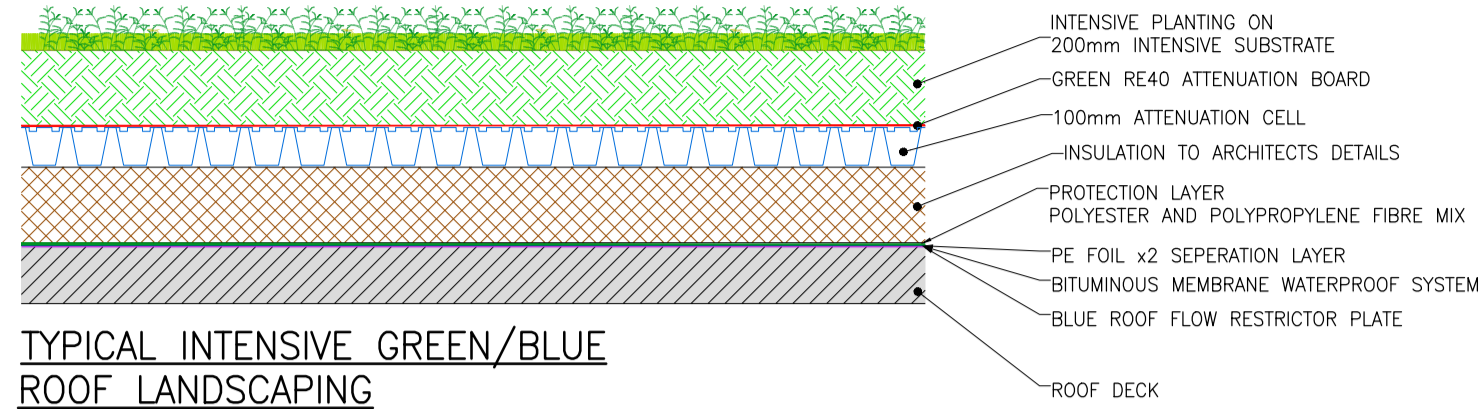 INTENSIVE PLANTING ON
200mm INTENSIVE SUBSTRATE
GREEN RE40 ATTENUATION BOARD
100mm ATTENUATION CELL
INSULATION TO ARCHITECTS DETAILS
PROTECTION LAYER
POLYESTER AND POLYPROPYLENE FIBRE MIX
PE FOIL x2 SEPERATION LAYER
BITUMINOUS MEMBRANE WATERPROOF SYSTEM
BLUE ROOF FLOW RESTRICTOR PLATE
ROOF DECK
TYPICAL INTENSIVE GREEN/BLUE
ROOF LANDSCAPING